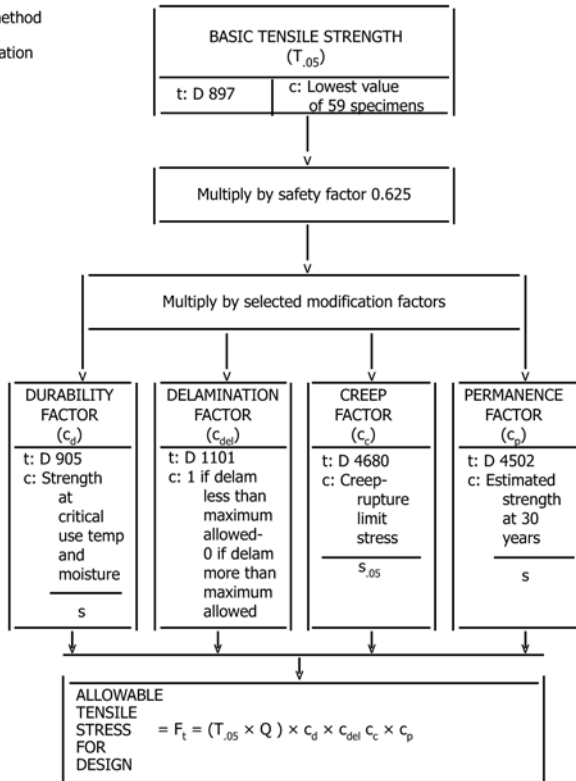 method
ation
BASIC TENSILE STRENGTH
(T.05)
t: D 897
c: Lowest value
of 59 specimens
Multiply by safety factor 0.625
Multiply by selected modification factors
DURABILITY
FACTOR
(cd)
t: D 905
c: Strength
at
critical
use temp
and
moisture
s
DELAMINATION
FACTOR
(cdel)
t: D 1101
c: 1 if delam
less than
maximum
allowed-
0 if delam
more than
maximum
allowed
CREEP
FACTOR
(cc)
t: D 4680
c: Creep-
rupture
limit
stress
s.05
PERMANENCE
FACTOR
(cp)
t: D 4502
c: Estimated
strength
at 30
years
s
ALLOWABLE
TENSILE
STRESS = Ft = (T.05 × Q ) × cd × cdel cc × cp
FOR
DESIGN